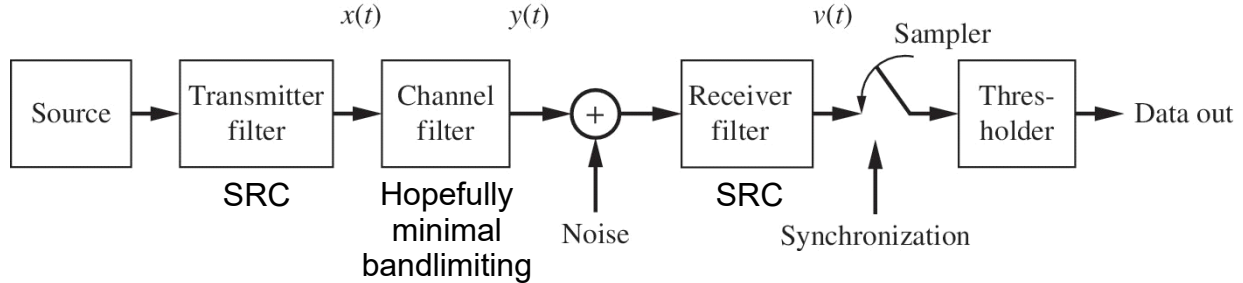 x(t)
y(t)
v(t)
Sampler
Source
Transmitter
filter
Channel
filter
+
Receiver
filter
Thres-
holder
Data out
SRC
Hopefully
minimal
bandlimiting
Noise
SRC
Synchronization